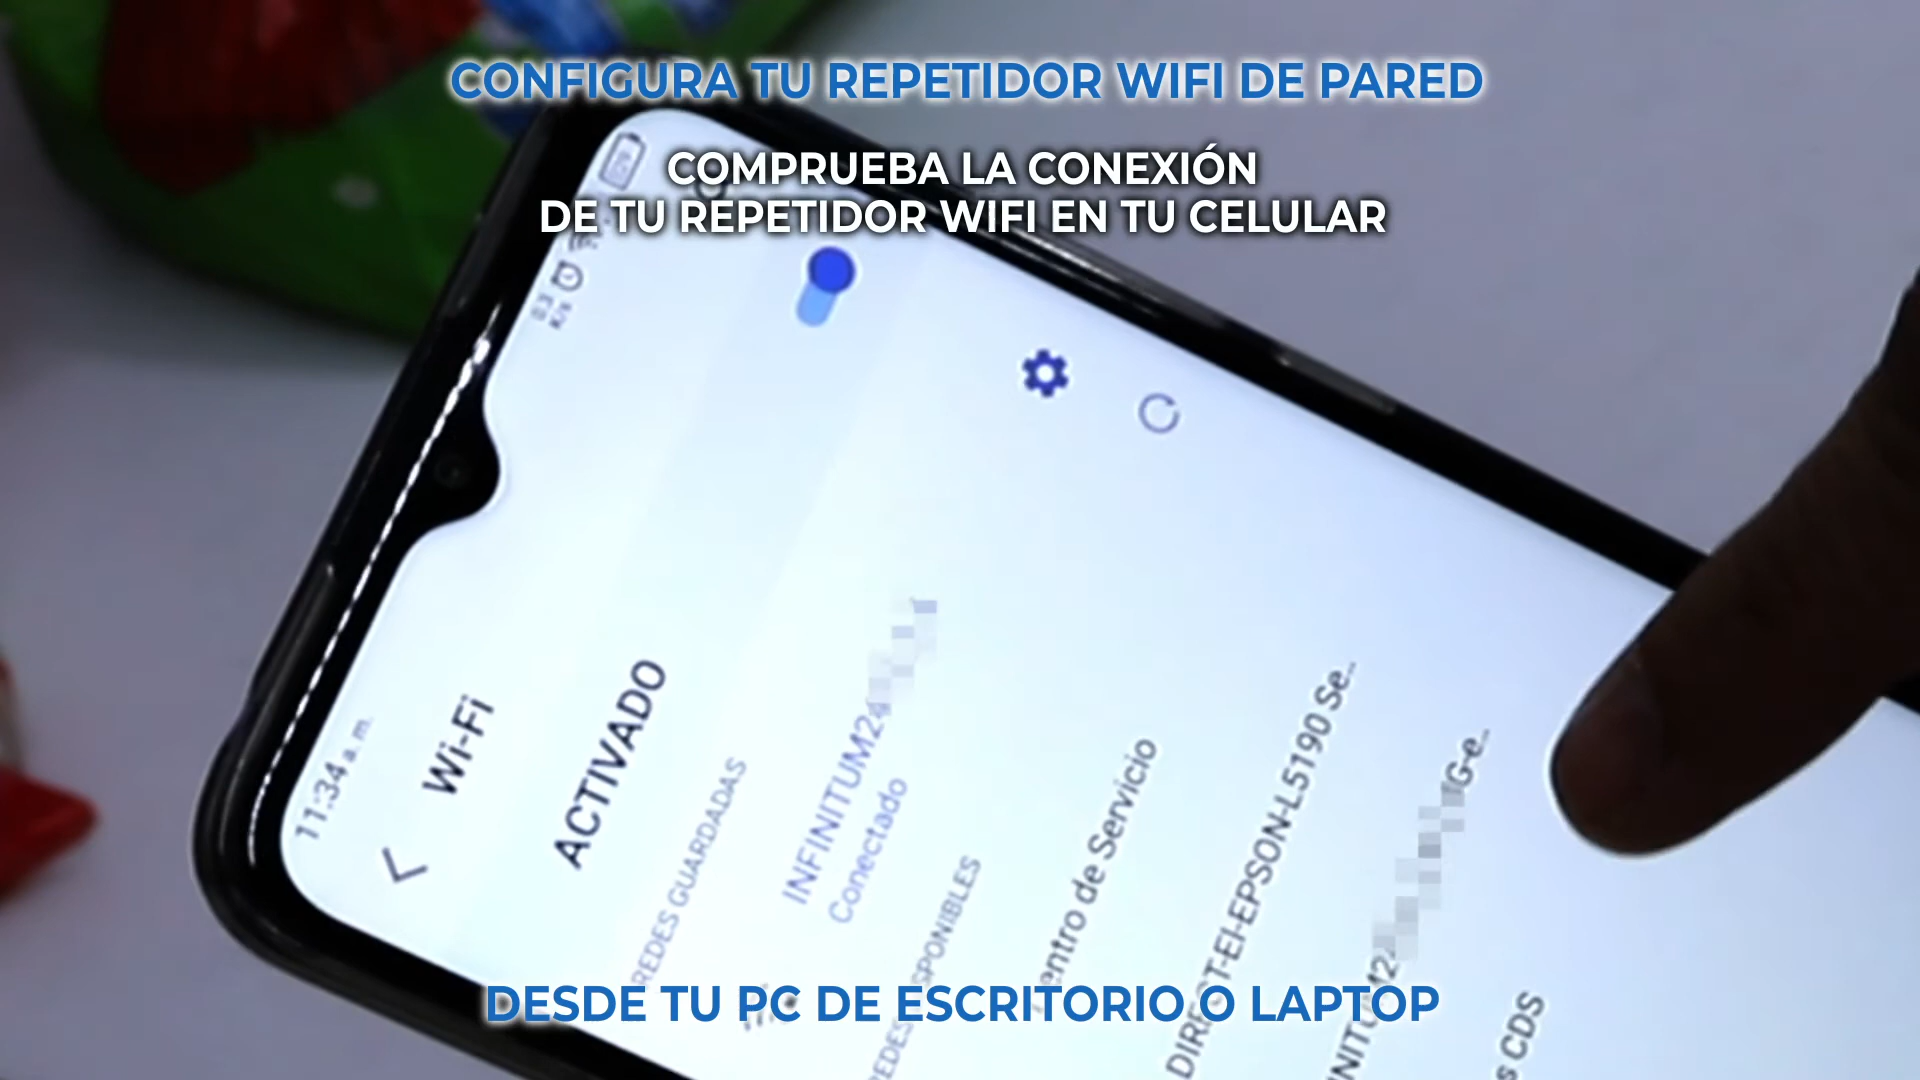 CONFIGURA TU REPETIDOR WIFI DE PARED
COMPRUEBA LA CONEXIÓN
DE TU REPETIDOR WIFI EN TU CELULAR
11:34 a. m.
Wi-Fi
ACTIVADO
REDES GUARDADAS
INFINITUM24
Conectado
de Servicio
DIRECT-EI-EPSON-L5190 Se..
CDS
DESDE TU PC DE ESCRITORIO O LAPTOP